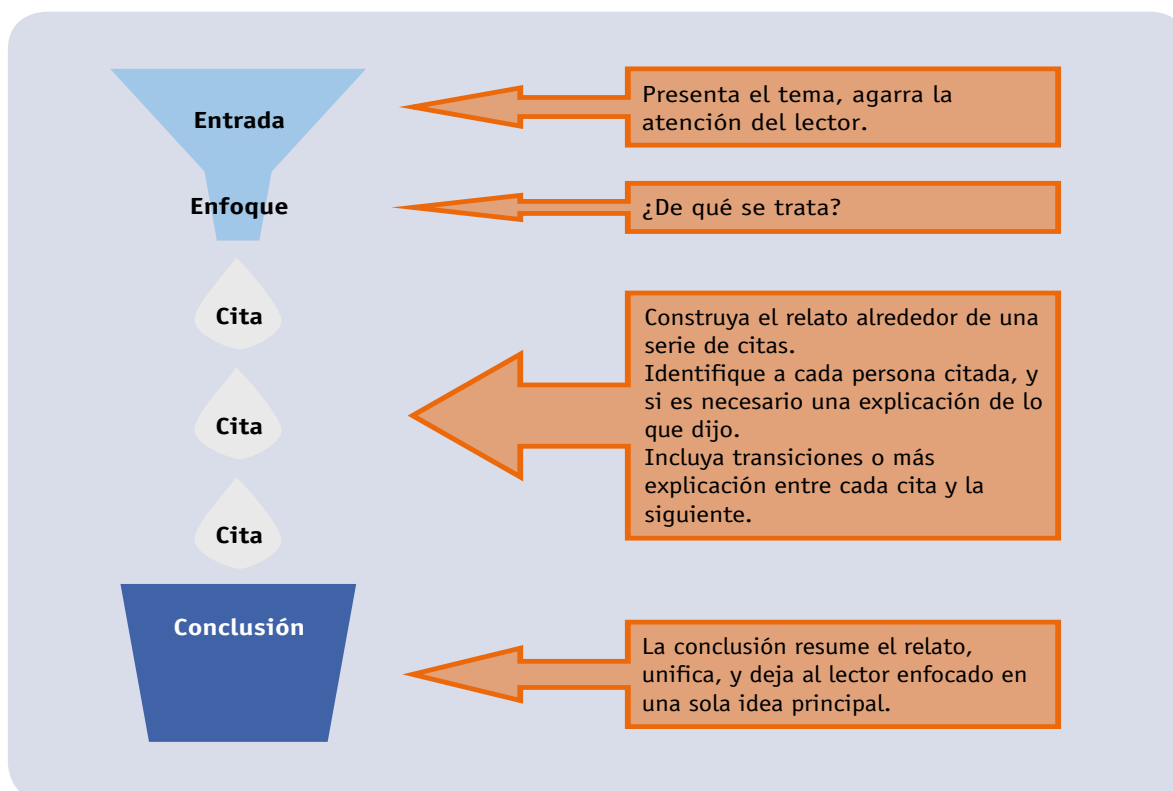 Entrada
Presenta el tema, agarra la
atención del lector.
Enfoque
¿De qué se trata?
Cita
Cita
Cita
Construya el relato alrededor de una
serie de citas.
Identifique a cada persona citada, y
si es necesario una explicación de lo
que dijo.
Incluya transiciones o más
explicación entre cada cita y la
siguiente.
Conclusión
La conclusión resume el relato,
unifica, y deja al lector enfocado en
una sola idea principal.